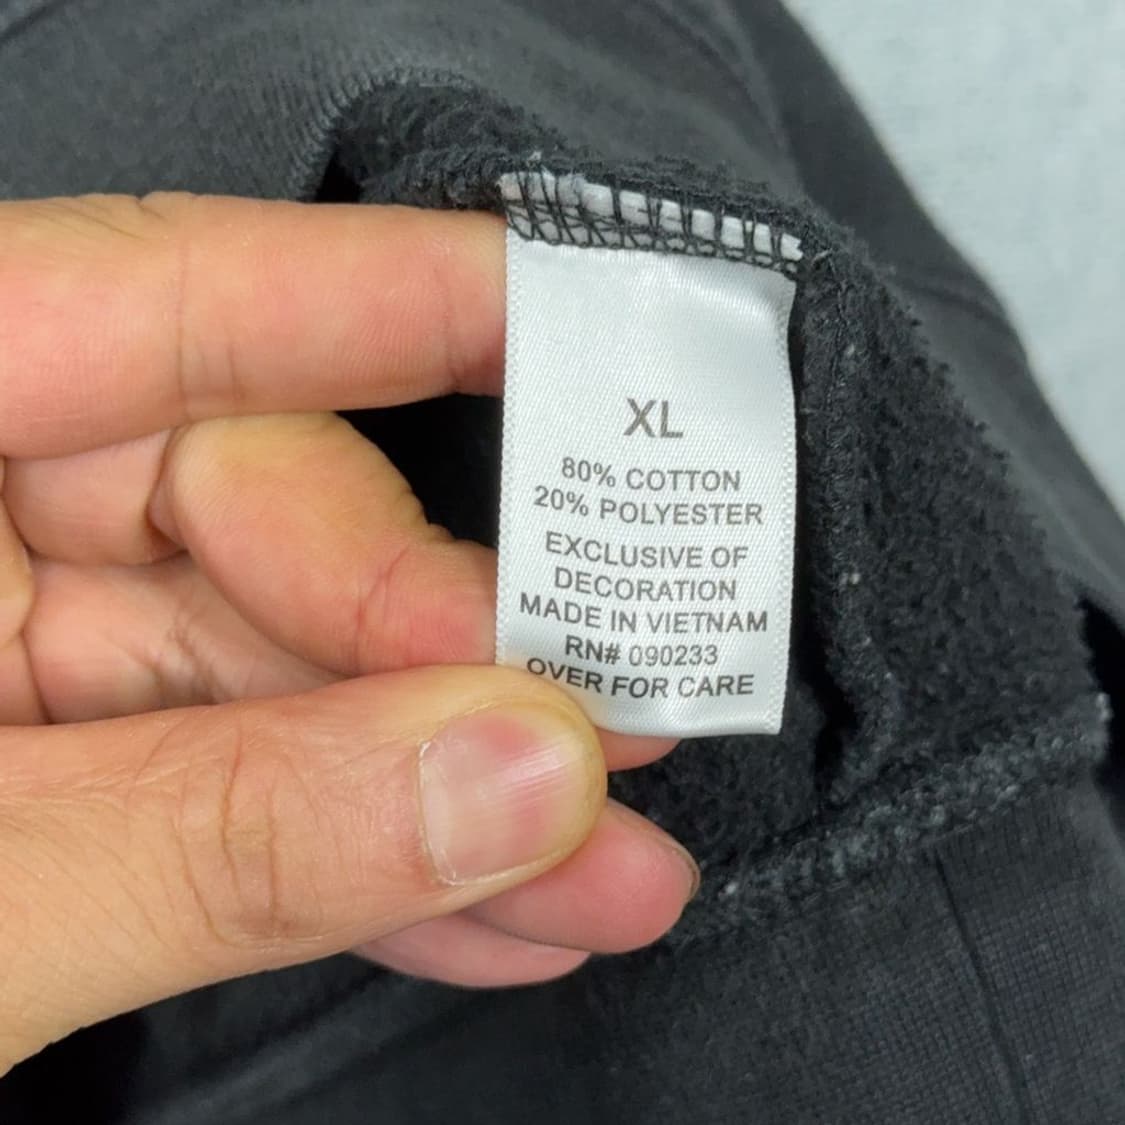 XL
80% COTTON
20% POLYESTER
EXCLUSIVE OF
DECORATION
MADE IN VIETNAM
RN# 090233
OVER FOR CARE